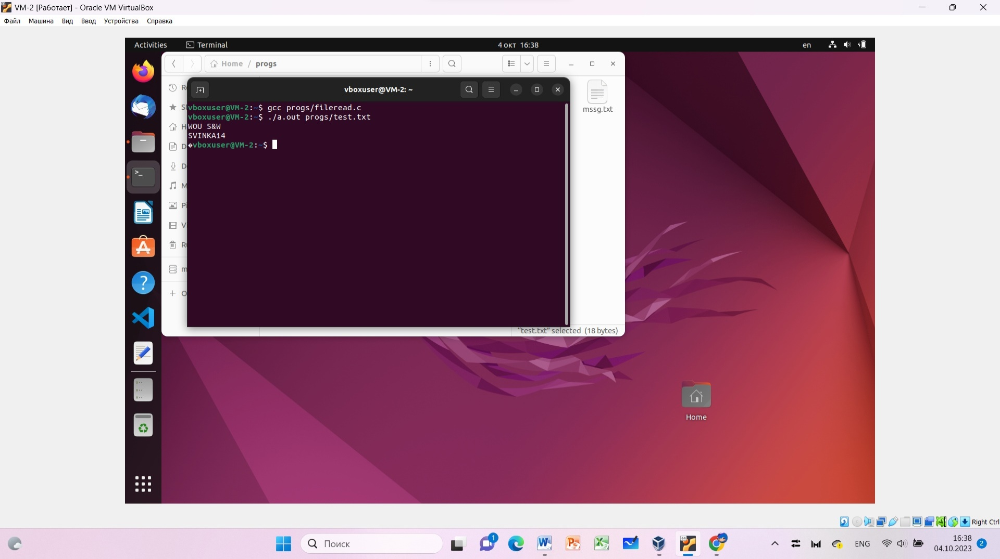 VM-2 [Работает] - Oracle VM VirtualBox
Файл Машина Вид Ввод Устройства Справка
Activities Terminal 4 окт 16:38 en
Home / progs
vboxuser@VM-2: ~
mssg.txt
vboxuser@VM-2:~$ gcc progs/fileread.c
vboxuser@VM-2:~$ ./a.out progs/test.txt
WOU S&W
SVINKA14
�vboxuser@VM-2:~$
"test.txt" selected (18 bytes)
Home
Right Ctrl
Поиск
1
ENG
16:38
04.10.2023
2